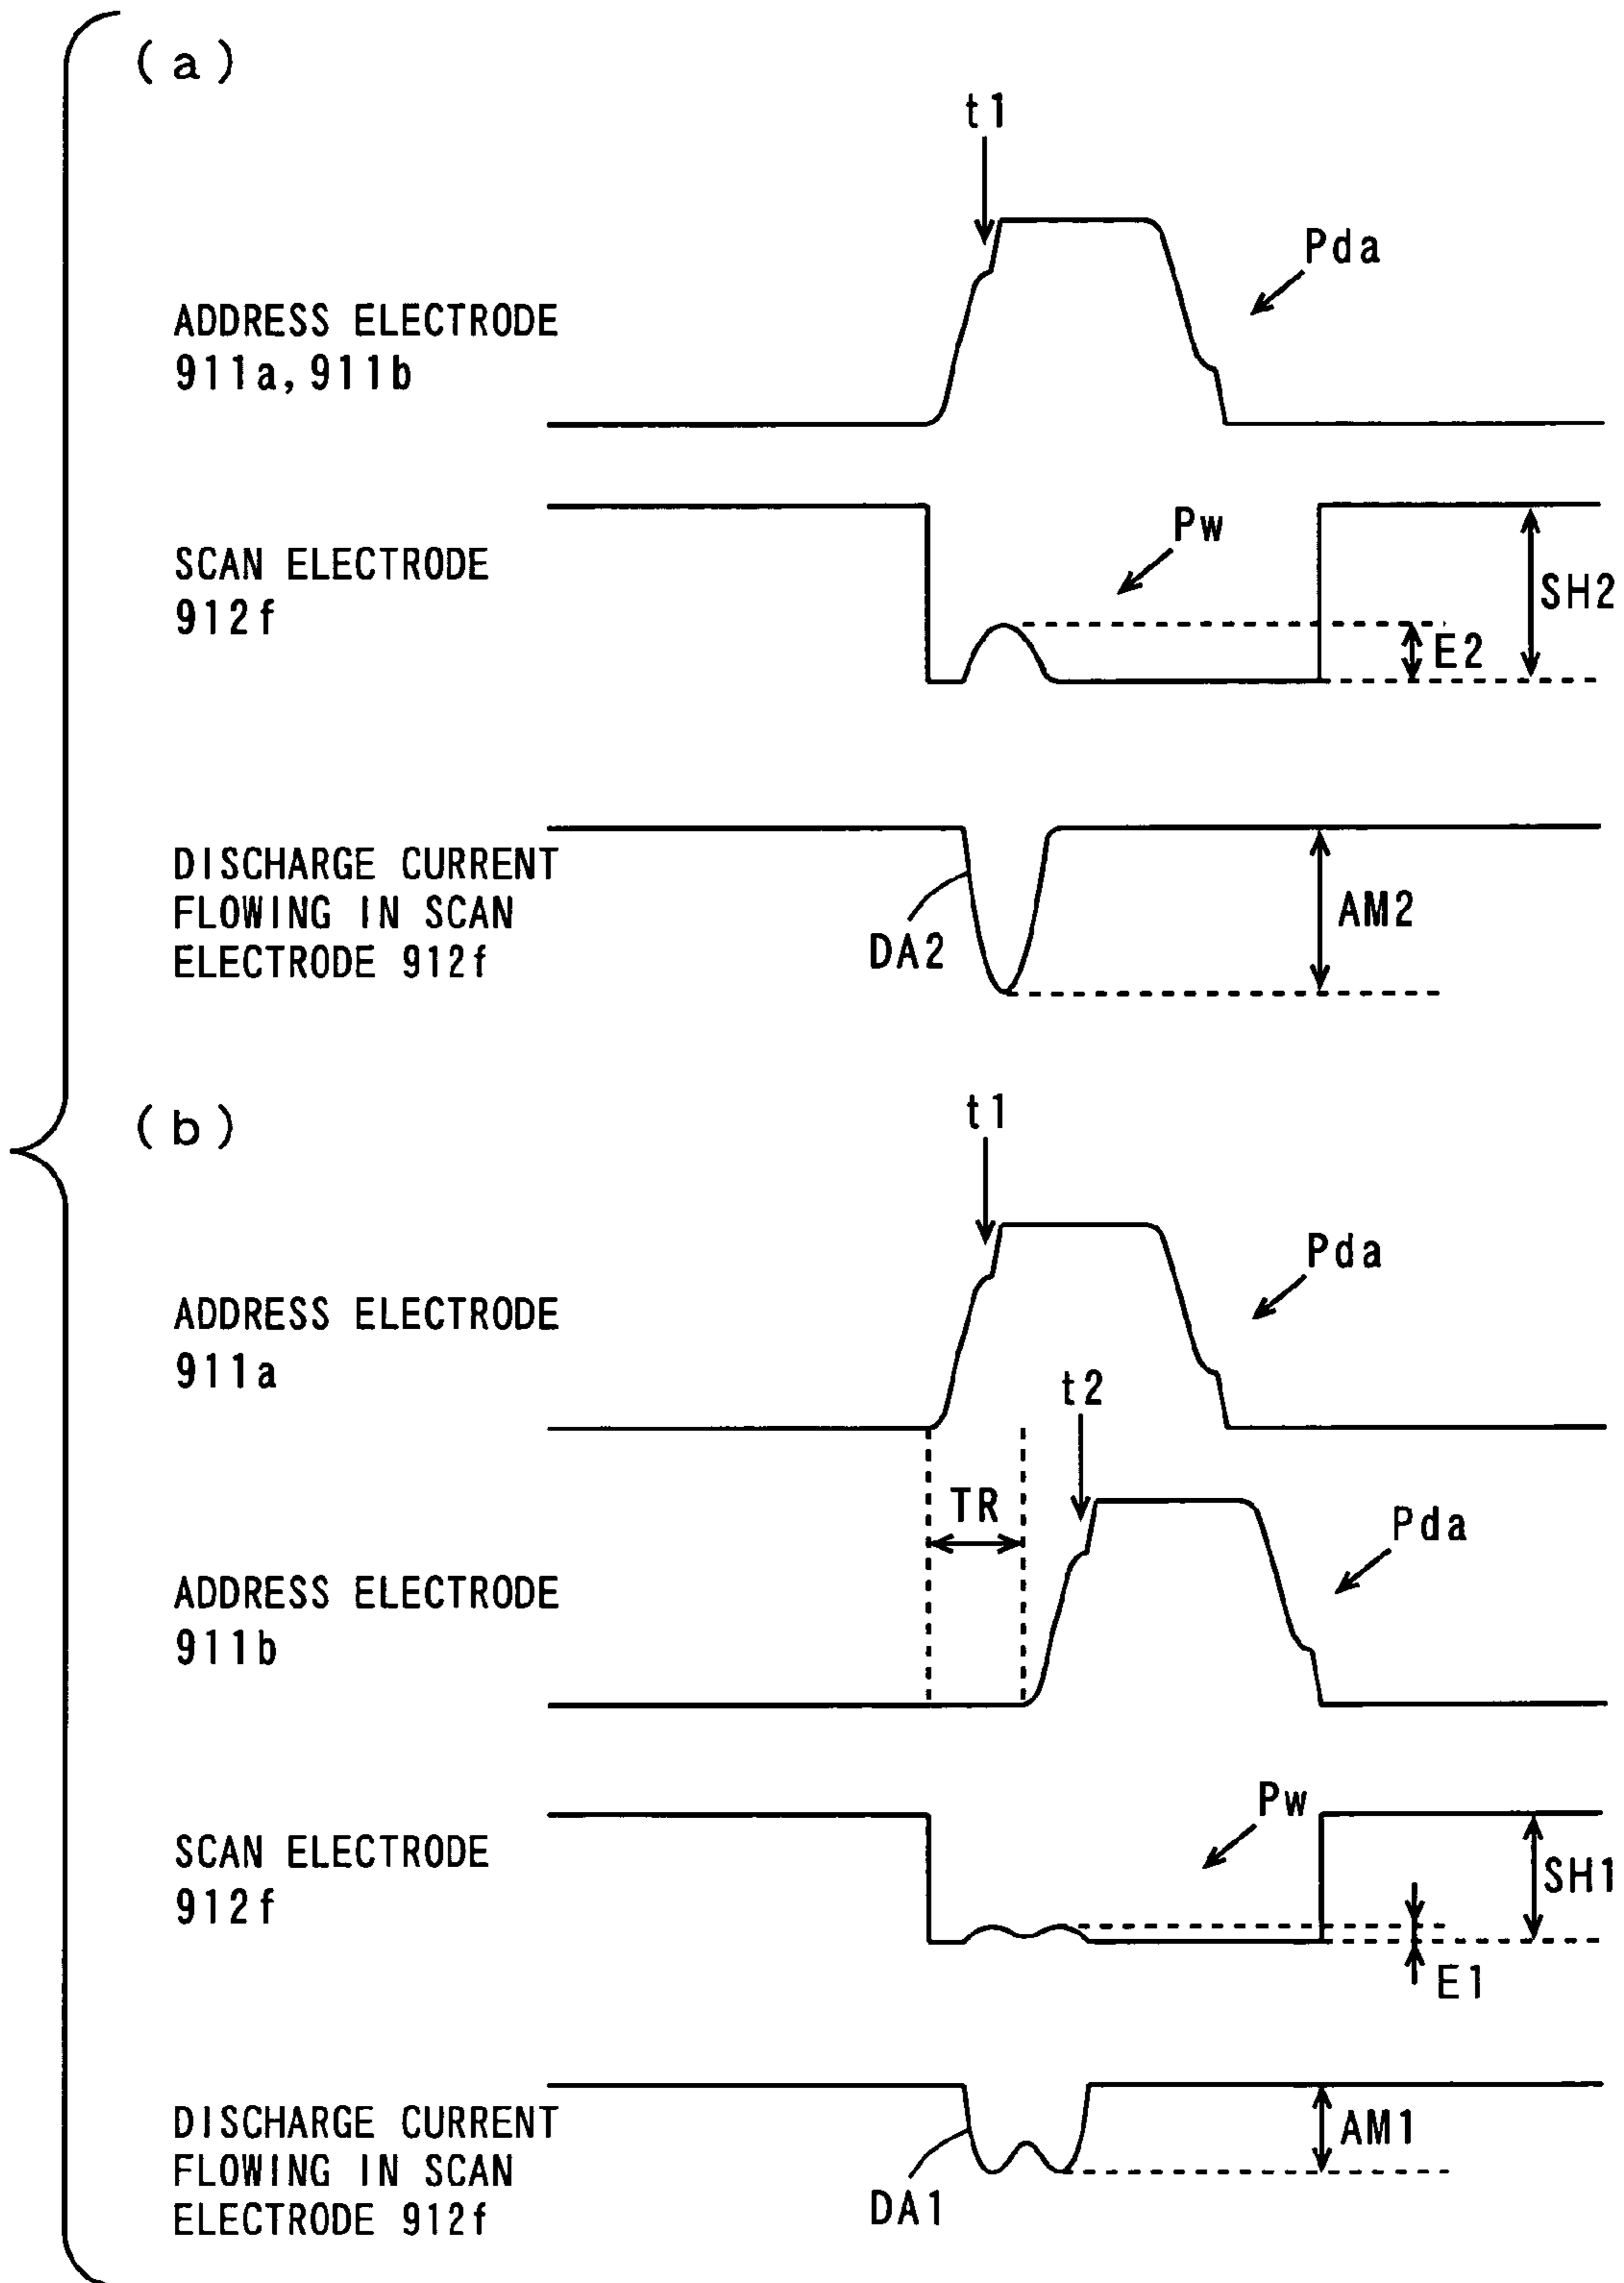 (a)
t1
Pda
ADDRESS ELECTRODE
911a, 911b
Pw
SCAN ELECTRODE
912f
SH2
E2
DISCHARGE CURRENT
FLOWING IN SCAN
ELECTRODE 912f
DA2
AM2
(b)
t1
Pda
ADDRESS ELECTRODE
911a
t2
TR
Pda
ADDRESS ELECTRODE
911b
Pw
SCAN ELECTRODE
912f
SH1
E1
DISCHARGE CURRENT
FLOWING IN SCAN
ELECTRODE 912f
DA1
AM1